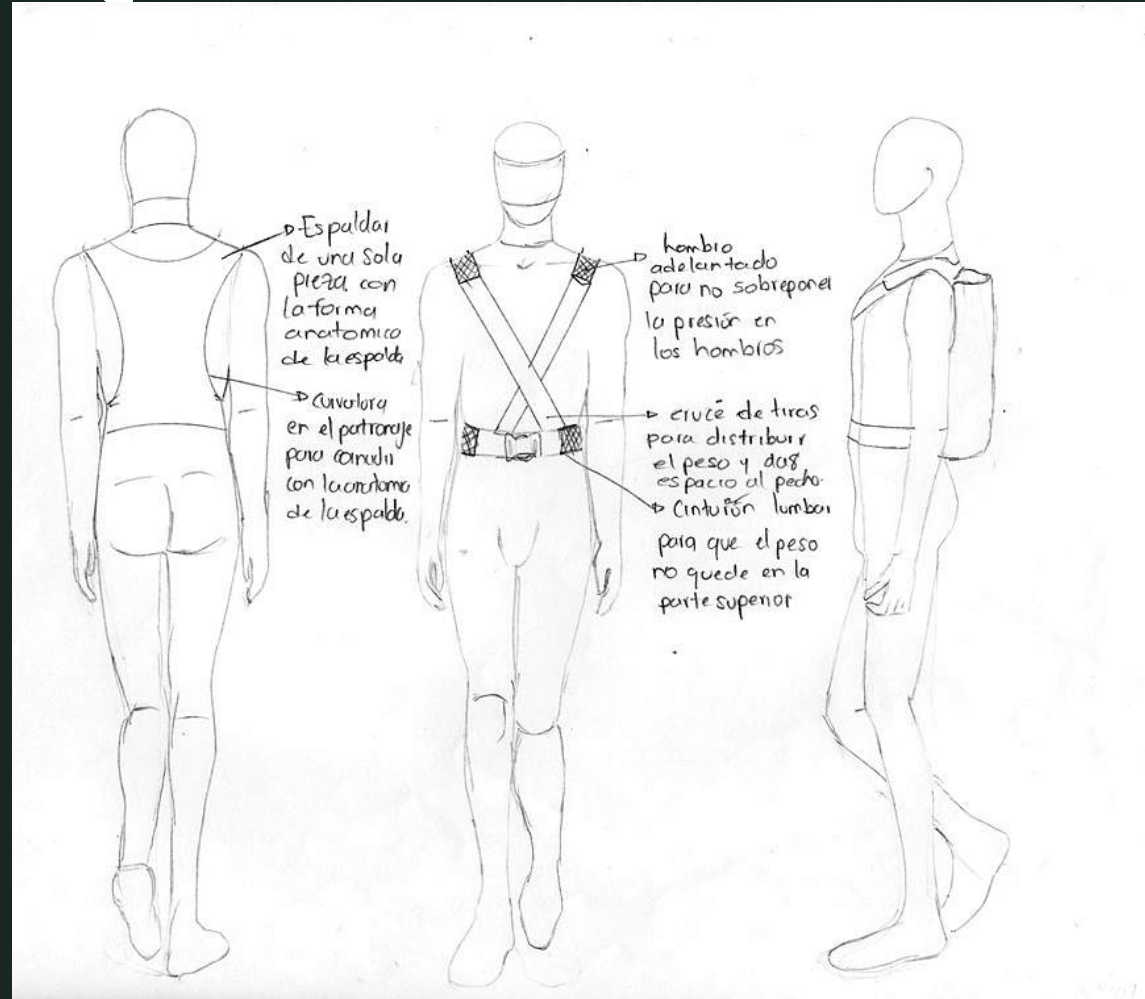 Espaldar
de una sola
pieza con
la forma
anatomico
de la espalda
Curvatura
en el patronaje
para
con la anatomia
de la espalda.
hombro
adelantado
para no sobreponer
la presión en
los hombros
cruce de tiras
para distribuir
el peso y dar
espacio al pecho.
Cinturón lumbar
para que el peso
no quede en la
parte superior